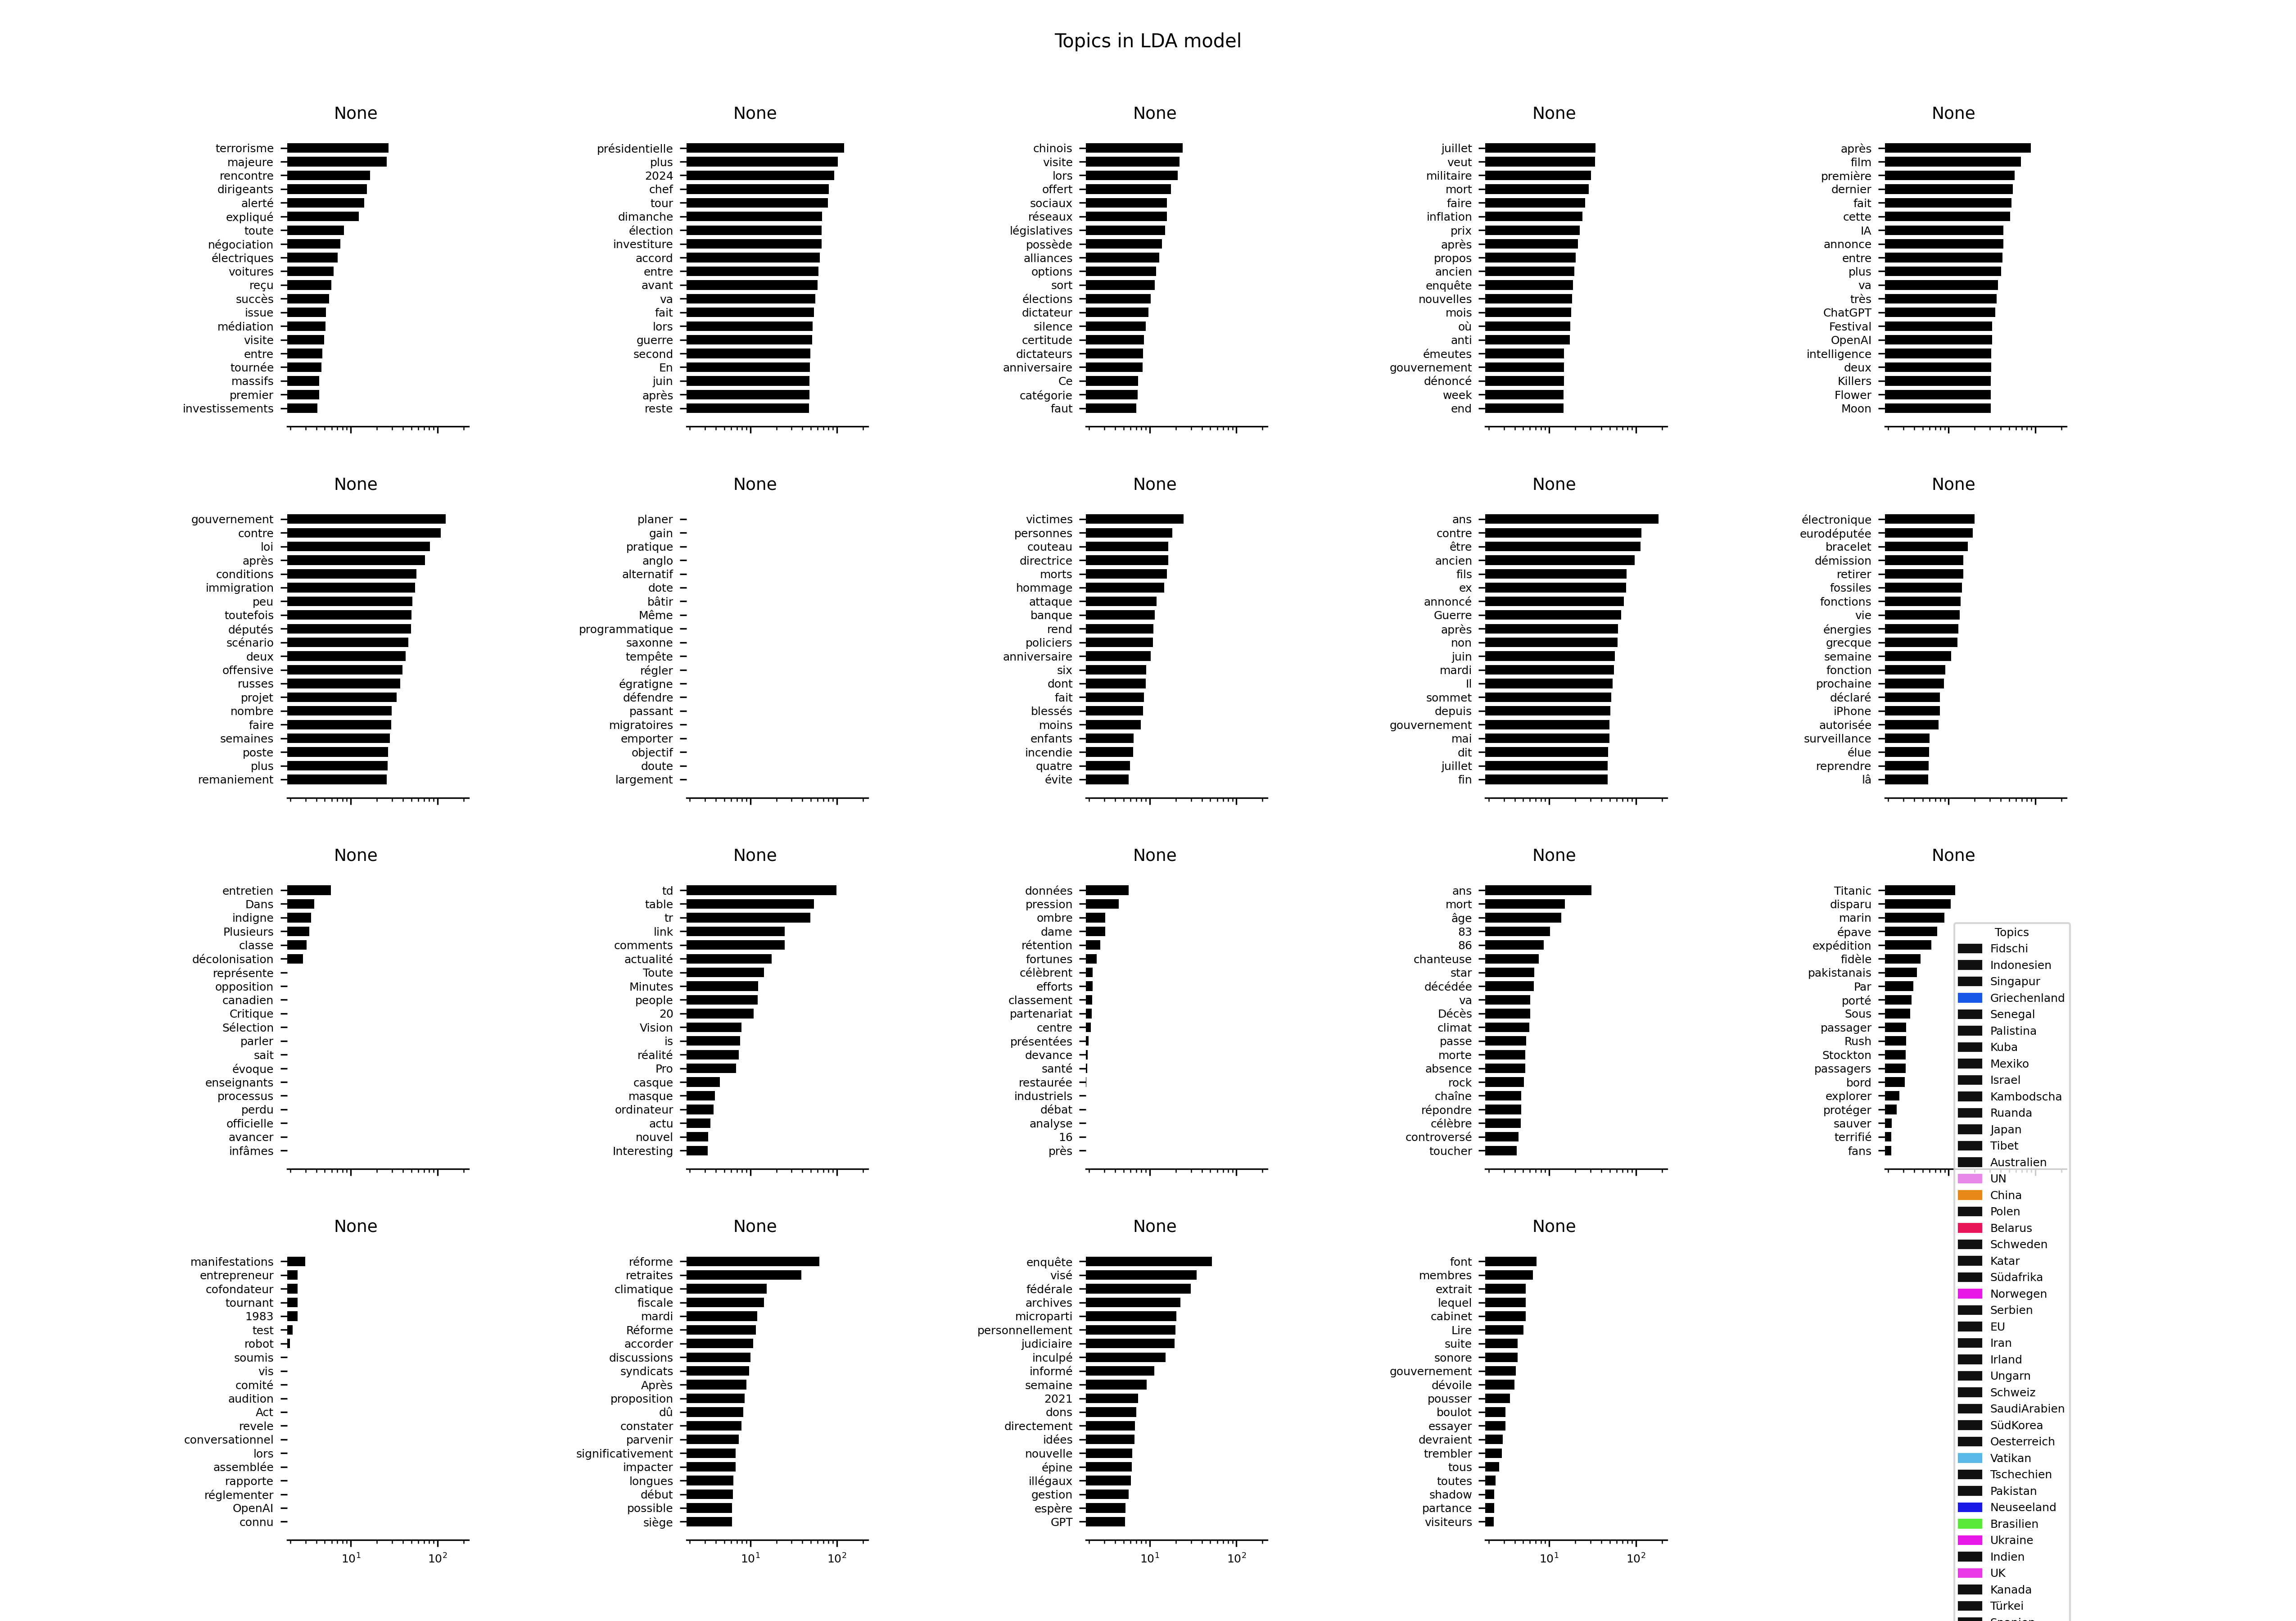 Topics in LDA model
None
terrorisme
majeure
rencontre
dirigeants
alerté
expliqué
toute
négociation
électriques
voitures
reçu
succès
issue
médiation
visite
entre
tournée
massifs
premier
investissements
None
présidentielle
plus
2024
chef
tour
dimanche
élection
investiture
accord
entre
avant
va
fait
lors
guerre
second
En
juin
après
reste
None
chinois
visite
lors
offert
sociaux
réseaux
législatives
possède
alliances
options
sort
élections
dictateur
silence
certitude
dictateurs
anniversaire
Ce
catégorie
faut
None
juillet
veut
militaire
mort
faire
inflation
prix
après
propos
ancien
enquête
nouvelles
mois
où
anti
émeutes
gouvernement
dénoncé
week
end
None
après
film
première
dernier
fait
cette
IA
annonce
entre
plus
va
très
ChatGPT
Festival
OpenAI
intelligence
deux
Killers
Flower
Moon
None
gouvernement
contre
loi
après
conditions
immigration
peu
toutefois
députés
scénario
deux
offensive
russes
projet
nombre
faire
semaines
poste
plus
remaniement
None
planer
gain
pratique
anglo
alternatif
dote
bâtir
Même
programmatique
saxonne
tempête
régler
égratigne
défendre
passant
migratoires
emporter
objectif
doute
largement
None
victimes
personnes
couteau
directrice
morts
hommage
attaque
banque
rend
policiers
anniversaire
six
dont
fait
blessés
moins
enfants
incendie
quatre
évite
None
ans
contre
être
ancien
fils
ex
annoncé
Guerre
après
non
juin
mardi
Il
sommet
depuis
gouvernement
mai
dit
juillet
fin
None
électronique
eurodéputée
bracelet
démission
retirer
fossiles
fonctions
vie
énergies
grecque
semaine
fonction
prochaine
déclaré
iPhone
autorisée
surveillance
élue
reprendre
lâ
None
entretien
Dans
indigne
Plusieurs
classe
décolonisation
représente
opposition
canadien
Critique
Sélection
parler
sait
évoque
enseignants
processus
perdu
officielle
avancer
infâmes
None
td
table
tr
link
comments
actualité
Toute
Minutes
people
20
Vision
is
réalité
Pro
casque
masque
ordinateur
actu
nouvel
Interesting
None
données
pression
ombre
dame
rétention
fortunes
célèbrent
efforts
classement
partenariat
centre
présentées
devance
santé
restaurée
industriels
débat
analyse
16
près
None
ans
mort
âge
83
86
chanteuse
star
décédée
va
Décès
climat
passe
morte
absence
rock
chaîne
répondre
célèbre
controversé
toucher
None
Titanic
disparu
marin
épave
expédition
fidèle
pakistanais
Par
porté
Sous
passager
Rush
Stockton
passagers
bord
explorer
protéger
sauver
terrifié
fans
None
manifestations
entrepreneur
cofondateur
tournant
1983
test
robot
soumis
vis
comité
audition
Act
revele
conversationnel
lors
assemblée
rapporte
réglementer
OpenAI
connu
10¹ 10²
None
réforme
retraites
climatique
fiscale
mardi
Réforme
accorder
discussions
syndicats
Après
proposition
dû
constater
parvenir
significativement
impacter
longues
début
possible
siège
10¹ 10²
None
enquête
visé
fédérale
archives
microparti
personnellement
judiciaire
inculpé
informé
semaine
2021
dons
directement
idées
nouvelle
épine
illégaux
gestion
espère
GPT
10¹ 10²
None
font
membres
extrait
lequel
cabinet
Lire
suite
sonore
gouvernement
dévoile
pousser
boulot
essayer
devraient
trembler
tous
toutes
shadow
partance
visiteurs
10¹ 10²
Topics
Fidschi
Indonesien
Singapur
Griechenland
Senegal
Palistina
Kuba
Mexiko
Israel
Kambodscha
Ruanda
Japan
Tibet
Australien
UN
China
Polen
Belarus
Schweden
Katar
Südafrika
Norwegen
Serbien
EU
Iran
Irland
Ungarn
Schweiz
SaudiArabien
SüdKorea
Oesterreich
Vatikan
Tschechien
Pakistan
Neuseeland
Brasilien
Ukraine
Indien
UK
Kanada
Türkei